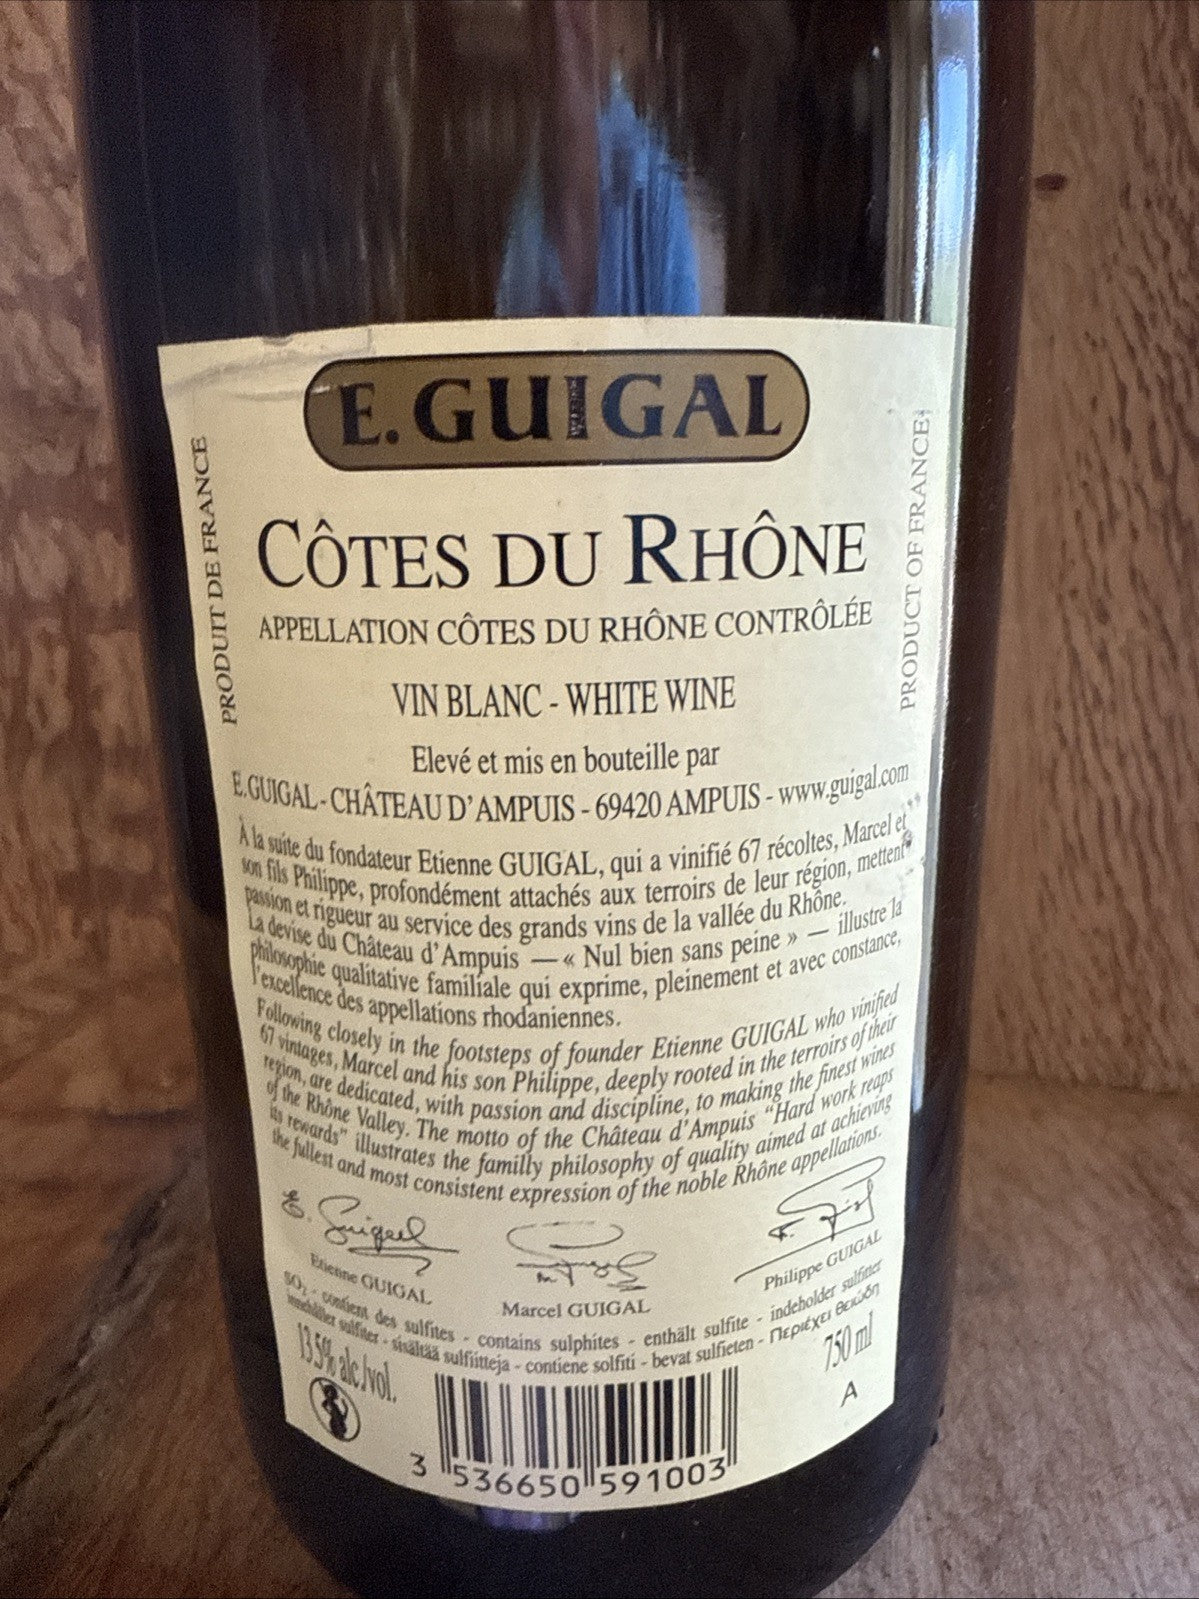 E. GUIGAL
PRODUIT DE FRANCE
PRODUCT OF FRANCE
CÔTES DU RHÔNE
APPELLATION CÔTES DU RHÔNE CONTRÔLÉE
VIN BLANC - WHITE WINE
Elevé et mis en bouteille par
E.GUIGAL - CHÂTEAU D'AMPUIS - 69420 AMPUIS - www.guigal.com
À la suite du fondateur Etienne GUIGAL, qui a vinifié 67 récoltes, Marcel et
son fils Philippe, profondément attachés aux terroirs de leur région, mettent
passion et rigueur au service des grands vins de la vallée du Rhône.
La devise du Château d'Ampuis — « Nul bien sans peine » — illustre la
philosophie qualitative familiale qui exprime, pleinement et avec constance,
l'excellence des appellations rhodaniennes.
Following closely in the footsteps of founder Etienne GUIGAL who vinified
67 vintages, Marcel and his son Philippe, deeply rooted in the terroirs of their
region, are dedicated, with passion and discipline, to making the finest wines
of the Rhône Valley. The motto of the Château d'Ampuis "Hard work reaps
its rewards" illustrates the familly philosophy of quality aimed at achieving
the fullest and most consistent expression of the noble Rhône appellations.
E. Guigal
Etienne GUIGAL
Marcel GUIGAL
Philippe GUIGAL
SO₂ - contient des sulfites - contains sulphites - enthält sulfite - indeholder sulfitter
innehåller sulfiter - sisältää sulfiitteja - contiene solfiti - bevat sulfieten - Περιέχει θειώδη
13.5% alc./vol.
750 ml
A
3 536650 591003